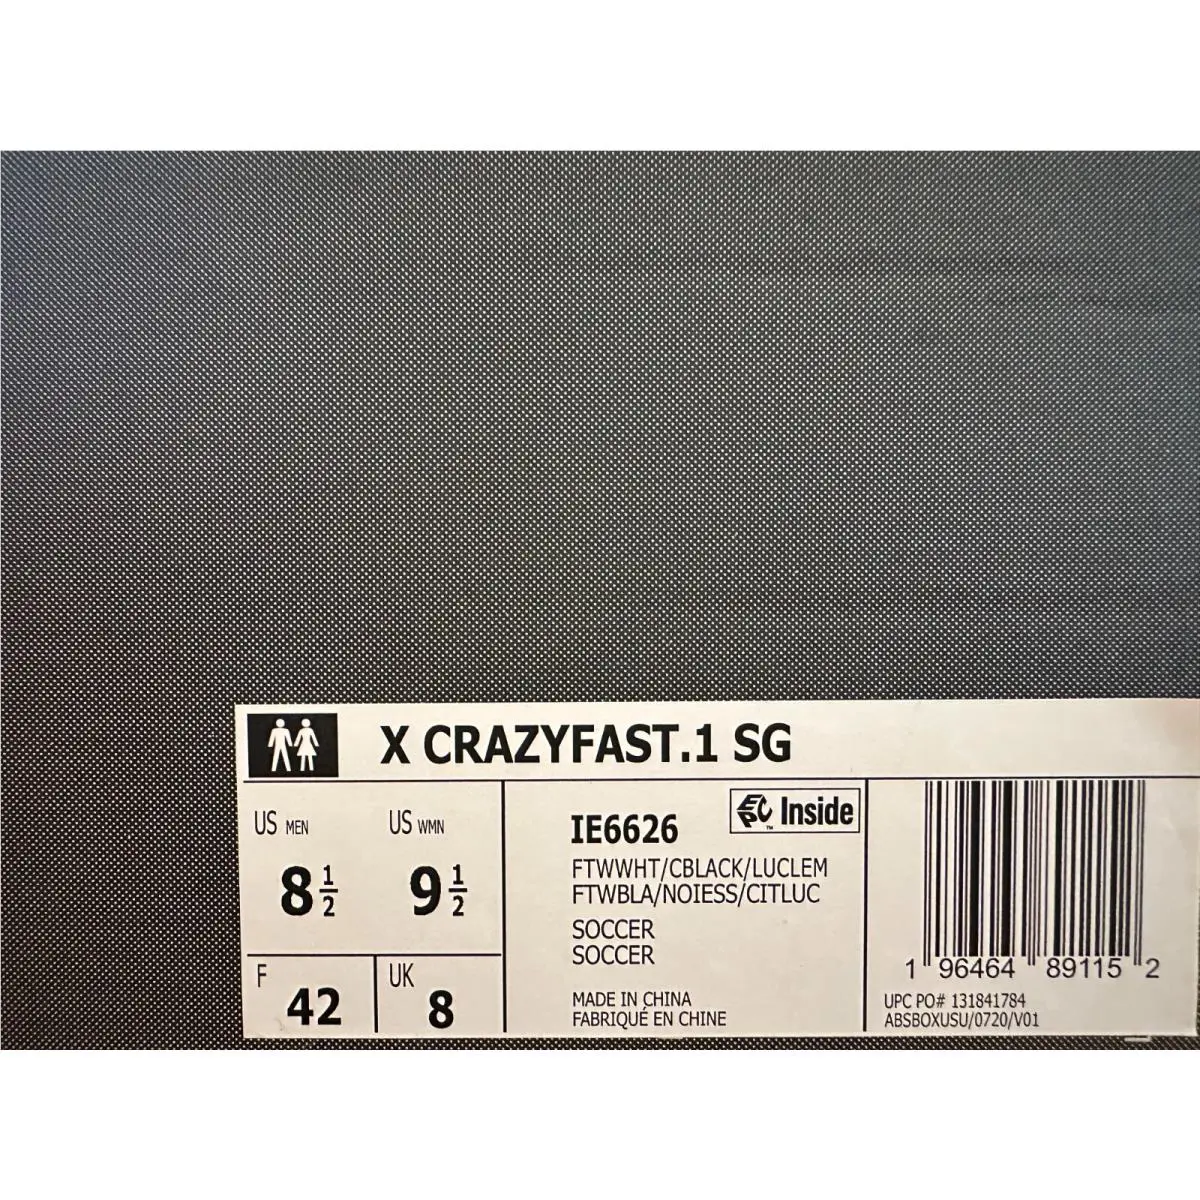 X CRAZYFAST.1 SG
US MEN
8 1/2
US WMN
9 1/2
F
42
UK
8
IE6626
EPC™ Inside
FTWWHT/CBLACK/LUCLEM
FTWBLA/NOIESS/CITLUC
SOCCER
SOCCER
MADE IN CHINA
FABRIQUÉ EN CHINE
1 96464 89115 2
UPC PO# 131841784
ABSBOXUSU/0720/V01